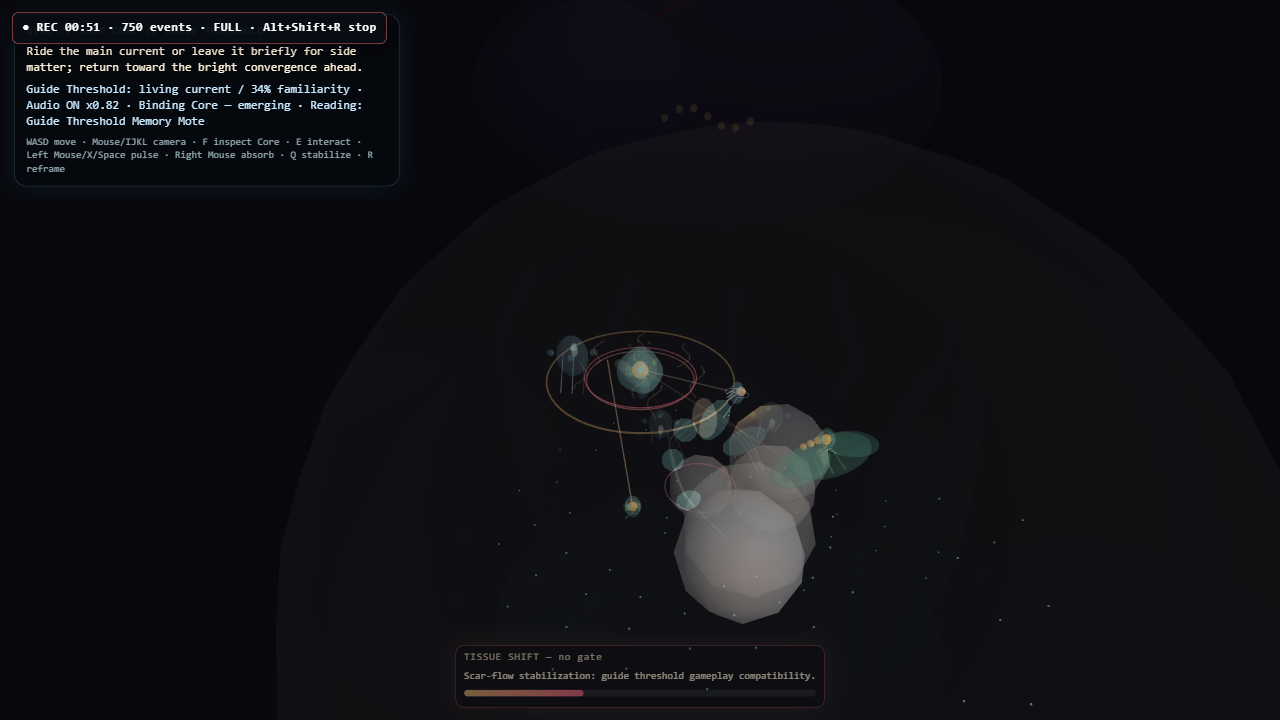 ● REC 00:51 · 750 events · FULL · Alt+Shift+R stop
Ride the main current or leave it briefly for side
matter; return toward the bright convergence ahead.
Guide Threshold: living current / 34% familiarity ·
Audio ON x0.82 · Binding Core — emerging · Reading:
Guide Threshold Memory Mote
WASD move · Mouse/IJKL camera · F inspect Core · E interact ·
Left Mouse/X/Space pulse · Right Mouse absorb · Q stabilize · R
reframe
TISSUE SHIFT — no gate
Scar-flow stabilization: guide threshold gameplay compatibility.